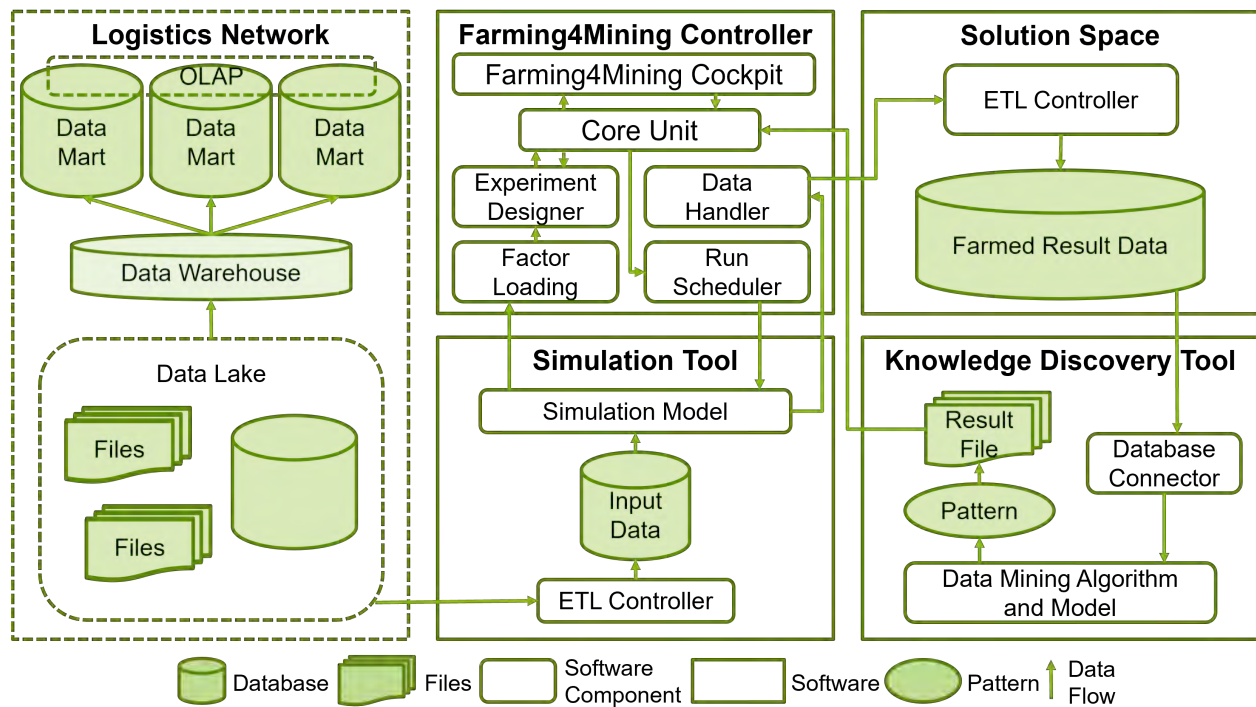 Logistics Network
OLAP
Data
Mart
Data
Mart
Data
Mart
Data Warehouse
Data Lake
Files
Files
Farming4Mining Controller
Farming4Mining Cockpit
Core Unit
Experiment
Designer
Data
Handler
Factor
Loading
Run
Scheduler
Simulation Tool
Simulation Model
Input
Data
ETL Controller
Solution Space
ETL Controller
Farmed Result Data
Knowledge Discovery Tool
Result
File
Database
Connector
Pattern
Data Mining Algorithm
and Model
Database
Files
Software
Component
Software
Pattern
Data
Flow